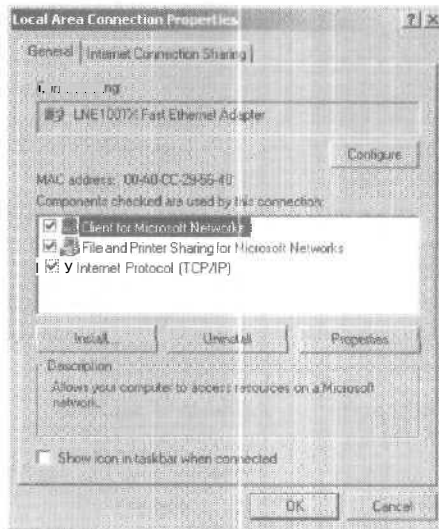 Local Area Connection Properties ? ×
General Internet Connection Sharing
LNE100TX Fast Ethernet Adapter
Configure
MAC address: 00-A0-CC-29-56-40
Components checked are used by this connection:
Client for Microsoft Networks
File and Printer Sharing for Microsoft Networks
Internet Protocol (TCP/IP)
Install... Uninstall Properties
Description
Allows your computer to access resources on a Microsoft
network.
Show icon in taskbar when connected
OK Cancel